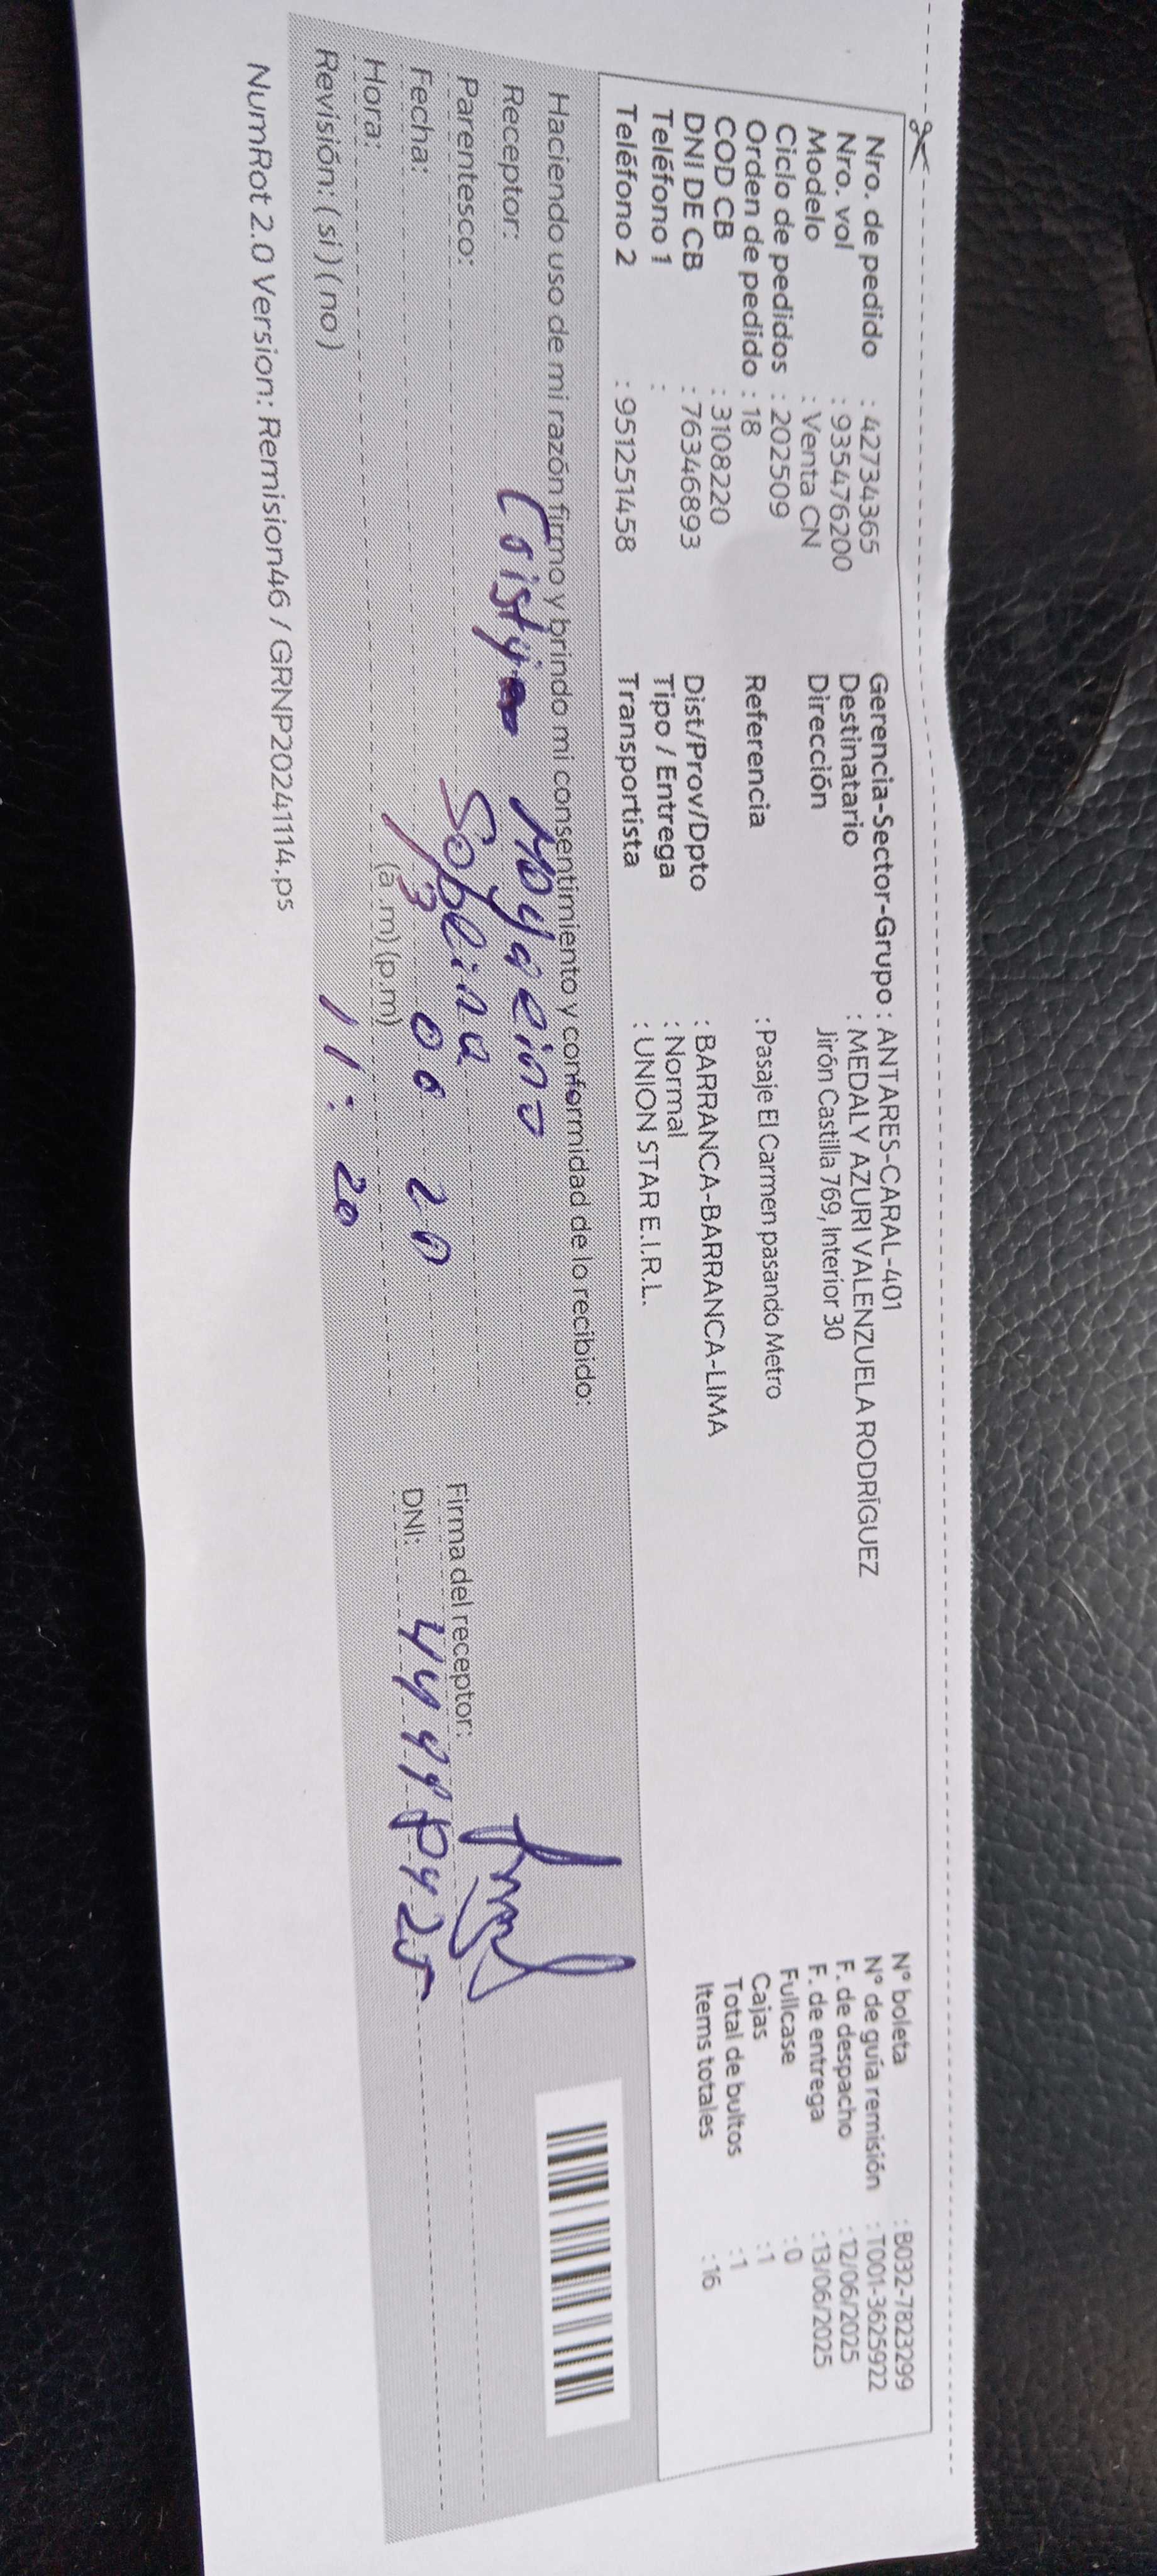 Nro. de pedido : 42734365
Nro. vol : 935476200
Modelo : Venta CN
Ciclo de pedidos : 202509
Orden de pedido : 18
COD CB : 3108220
DNI DE CB : 76346893
Teléfono 1 :
Teléfono 2 : 951251458
Gerencia-Sector-Grupo : ANTARES-CARAL-401
Destinatario : MEDALY AZURI VALENZUELA RODRÍGUEZ
Dirección Jirón Castilla 769, Interior 30
Referencia : Pasaje El Carmen pasando Metro
Dist/Prov/Dpto : BARRANCA-BARRANCA-LIMA
Tipo / Entrega : Normal
Transportista : UNION STAR E.I.R.L.
N° boleta : B032-7823299
N° de guía remisión : T001-3625922
F. de despacho : 12/06/2025
F. de entrega : 13/06/2025
Fullcase : 0
Cajas : 1
Total de bultos : 1
Items totales : 16
Haciendo uso de mi razón firmo y brindo mi consentimiento y conformidad de lo recibido:
Receptor:
Parentesco: Sobrina
Fecha: 13 06 20
Hora: (a .m) (p.m)
Revisión: (si) (no) 11:20
Firma del receptor:
DNI:
NumRot 2.0 Version: Remision46 / GRNP20241114.ps